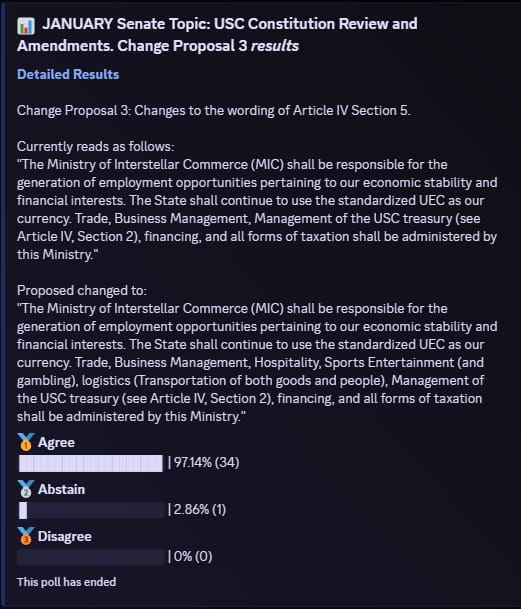 JANUARY Senate Topic: USC Constitution Review and
Amendments. Change Proposal 3 results
Detailed Results
Change Proposal 3: Changes to the wording of Article IV Section 5.
Currently reads as follows:
"The Ministry of Interstellar Commerce (MIC) shall be responsible for the
generation of employment opportunities pertaining to our economic stability and
financial interests. The State shall continue to use the standardized UEC as our
currency. Trade, Business Management, Management of the USC treasury (see
Article IV, Section 2), financing, and all forms of taxation shall be administered by
this Ministry."
Proposed changed to:
"The Ministry of Interstellar Commerce (MIC) shall be responsible for the
generation of employment opportunities pertaining to our economic stability and
financial interests. The State shall continue to use the standardized UEC as our
currency. Trade, Business Management, Hospitality, Sports Entertainment (and
gambling), logistics (Transportation of both goods and people), Management of
the USC treasury (see Article IV, Section 2), financing, and all forms of taxation
shall be administered by this Ministry."
1 Agree
| 97.14% (34)
2 Abstain
| 2.86% (1)
3 Disagree
| 0% (0)
This poll has ended